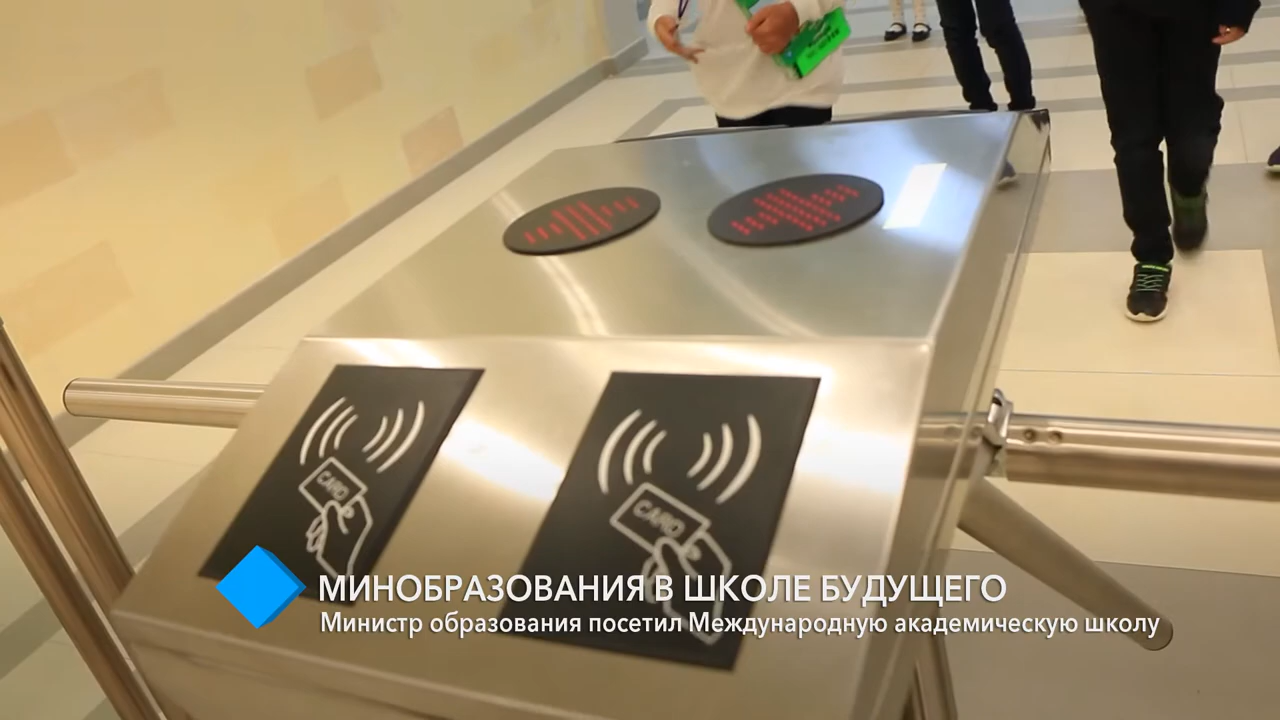 CARD
CARD
МИНОБРАЗОВАНИЯ В ШКОЛЕ БУДУЩЕГО
Министр образования посетил Международную академическую школу